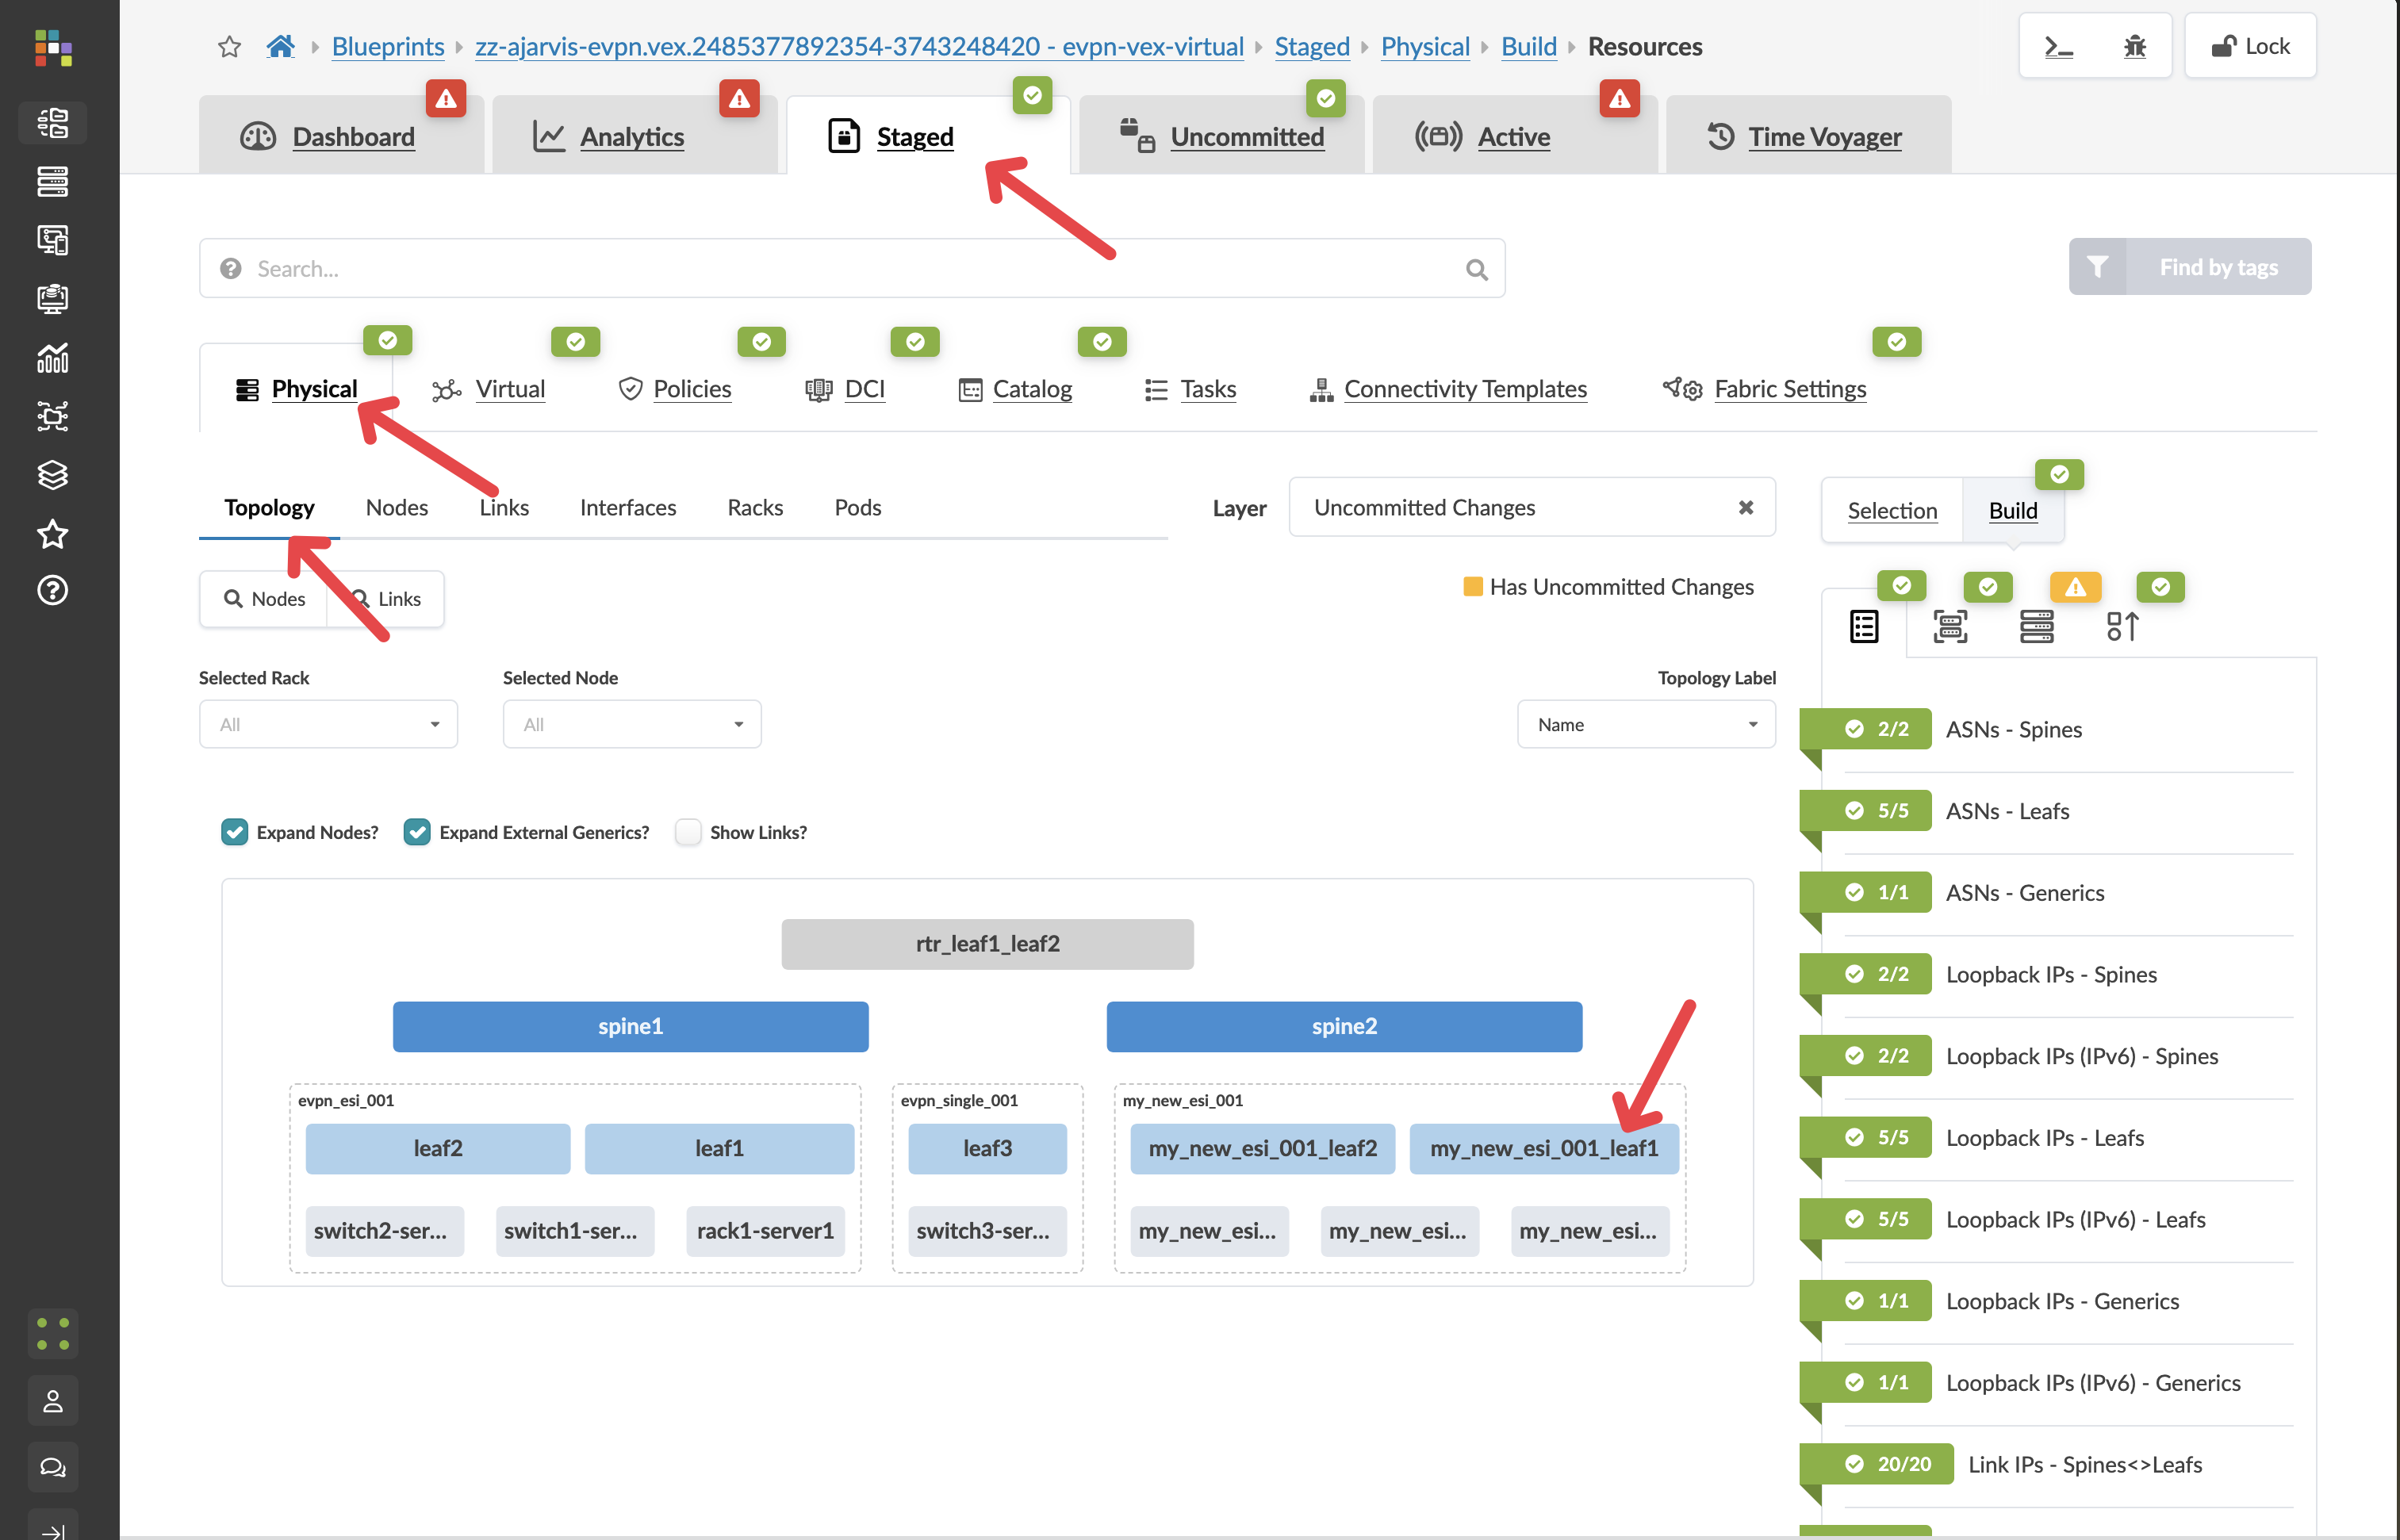 Blueprints zz-ajarvis-evpn.vex.2485377892354-3743248420 - evpn-vex-virtual Staged Physical Build Resources
Lock
Dashboard Analytics Staged Uncommitted Active Time Voyager
Search...
Find by tags
Physical Virtual Policies DCI Catalog Tasks Connectivity Templates Fabric Settings
Topology Nodes Links Interfaces Racks Pods
Layer Uncommitted Changes
Selection Build
Has Uncommitted Changes
Nodes Links
Selected Rack Selected Node Topology Label
All All Name
Expand Nodes? Expand External Generics? Show Links?
rtr_leaf1_leaf2
spine1 spine2
evpn_esi_001 evpn_single_001 my_new_esi_001
leaf2 leaf1 leaf3 my_new_esi_001_leaf2 my_new_esi_001_leaf1
switch2-ser... switch1-ser... rack1-server1 switch3-ser... my_new_esi... my_new_esi... my_new_esi...
2/2 ASNs - Spines
5/5 ASNs - Leafs
1/1 ASNs - Generics
2/2 Loopback IPs - Spines
2/2 Loopback IPs (IPv6) - Spines
5/5 Loopback IPs - Leafs
5/5 Loopback IPs (IPv6) - Leafs
1/1 Loopback IPs - Generics
1/1 Loopback IPs (IPv6) - Generics
20/20 Link IPs - Spines<>Leafs